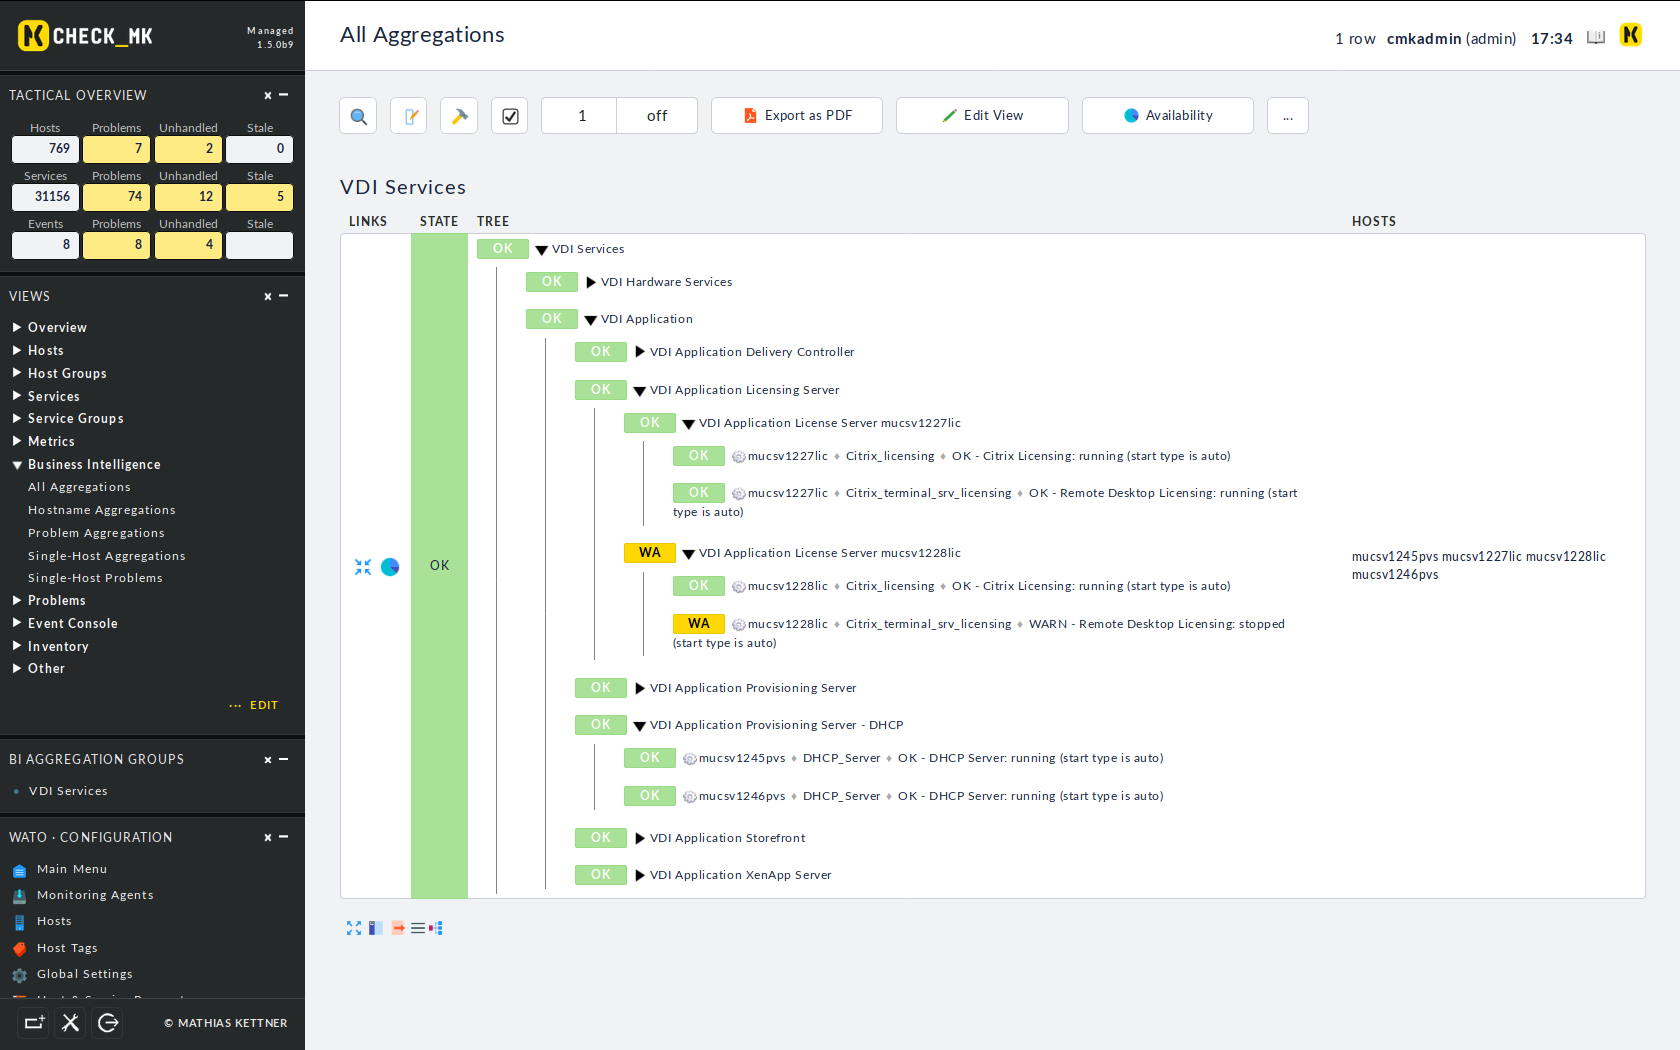 CHECK_MK
Managed
1.5.0b9
All Aggregations
1 row cmkadmin (admin) 17:34
TACTICAL OVERVIEW
Hosts Problems Unhandled Stale
769 7 2 0
Services Problems Unhandled Stale
31156 74 12 5
Events Problems Unhandled Stale
8 8 4
VIEWS
Overview
Hosts
Host Groups
Services
Service Groups
Metrics
Business Intelligence
All Aggregations
Hostname Aggregations
Problem Aggregations
Single-Host Aggregations
Single-Host Problems
Problems
Event Console
Inventory
Other
... EDIT
BI AGGREGATION GROUPS
VDI Services
WATO · CONFIGURATION
Main Menu
Monitoring Agents
Hosts
Host Tags
Global Settings
© MATHIAS KETTNER
1 off Export as PDF Edit View Availability ...
VDI Services
LINKS STATE TREE HOSTS
OK
OK VDI Services
OK VDI Hardware Services
OK VDI Application
OK VDI Application Delivery Controller
OK VDI Application Licensing Server
OK VDI Application License Server mucsv1227lic
OK mucsv1227lic ♦ Citrix_licensing ♦ OK - Citrix Licensing: running (start type is auto)
OK mucsv1227lic ♦ Citrix_terminal_srv_licensing ♦ OK - Remote Desktop Licensing: running (start
type is auto)
WA VDI Application License Server mucsv1228lic
OK mucsv1228lic ♦ Citrix_licensing ♦ OK - Citrix Licensing: running (start type is auto)
WA mucsv1228lic ♦ Citrix_terminal_srv_licensing ♦ WARN - Remote Desktop Licensing: stopped
(start type is auto)
OK VDI Application Provisioning Server
OK VDI Application Provisioning Server - DHCP
OK mucsv1245pvs ♦ DHCP_Server ♦ OK - DHCP Server: running (start type is auto)
OK mucsv1246pvs ♦ DHCP_Server ♦ OK - DHCP Server: running (start type is auto)
OK VDI Application Storefront
OK VDI Application XenApp Server
mucsv1245pvs mucsv1227lic mucsv1228lic
mucsv1246pvs